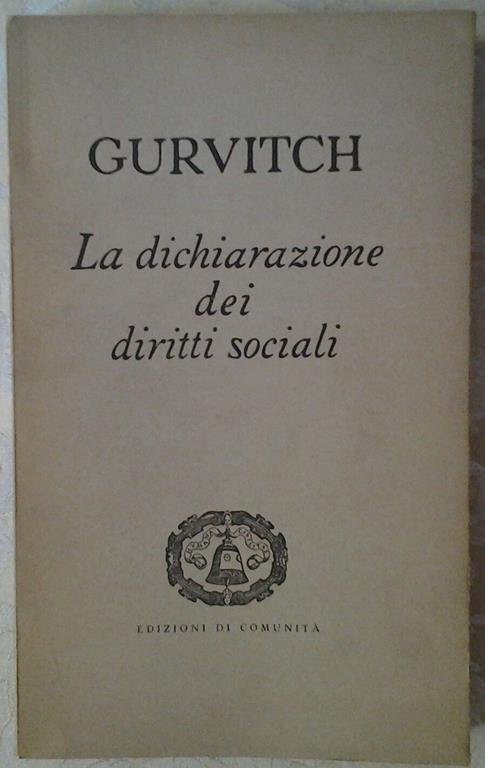 GURVITCH
La dichiarazione
dei
diritti sociali
EDIZIONI DI COMUNITÀ